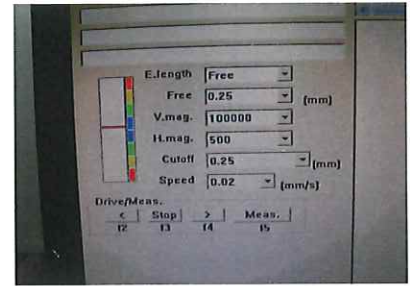 E.length Free
Free 0.25 (mm)
V.mag. 100000
H.mag. 500
Cutoff 0.25 (mm)
Speed 0.02 (mm/s)
Drive/Meas.
< Stop > Meas.
f2 f3 f4 f5